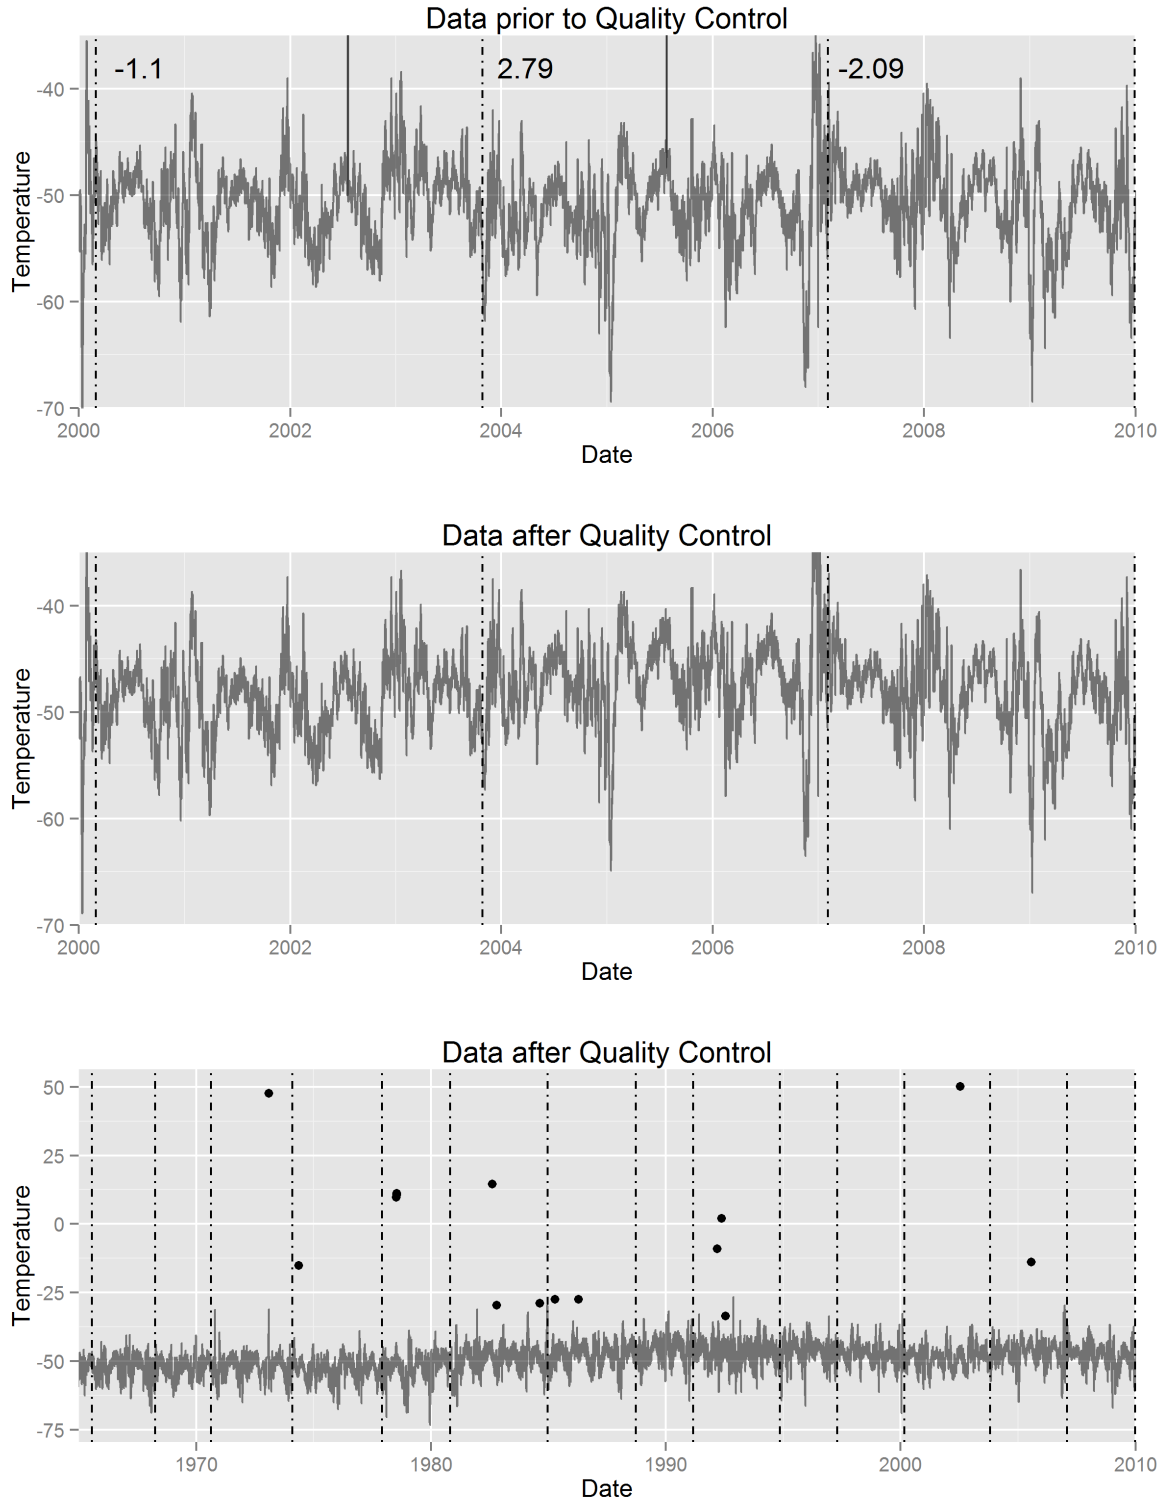 Data prior to Quality Control
-1.1 2.79 -2.09
-40
-50
-60
-70
Temperature
2000 2002 2004 2006 2008 2010
Date
Data after Quality Control
-40
-50
-60
-70
Temperature
2000 2002 2004 2006 2008 2010
Date
Data after Quality Control
50
25
0
-25
-50
-75
Temperature
1970 1980 1990 2000 2010
Date